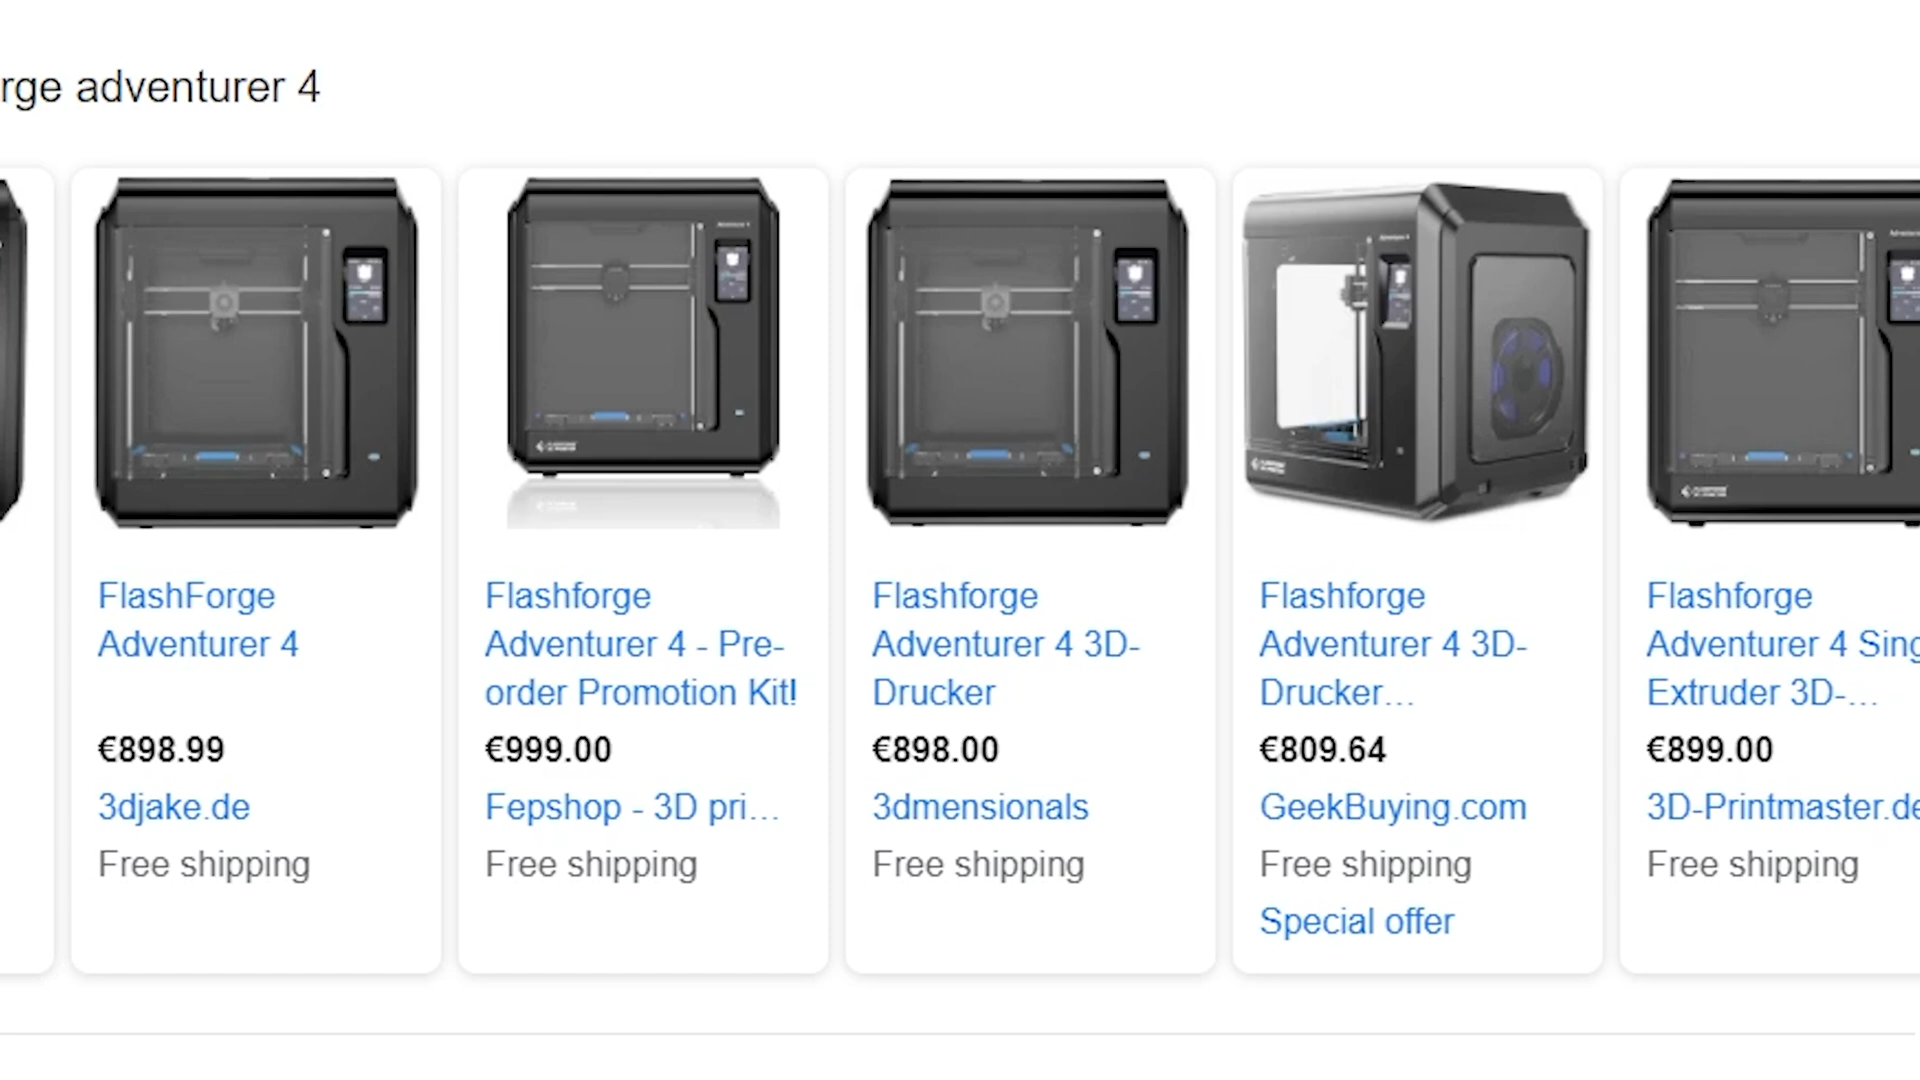 rge adventurer 4
FlashForge
Adventurer 4
€898.99
3djake.de
Free shipping
Flashforge
Adventurer 4 - Pre-
order Promotion Kit!
€999.00
Fepshop - 3D pri...
Free shipping
Flashforge
Adventurer 4 3D-
Drucker
€898.00
3dmensionals
Free shipping
Flashforge
Adventurer 4 3D-
Drucker...
€809.64
GeekBuying.com
Free shipping
Special offer
Flashforge
Adventurer 4 Sing
Extruder 3D-...
€899.00
3D-Printmaster.de
Free shipping